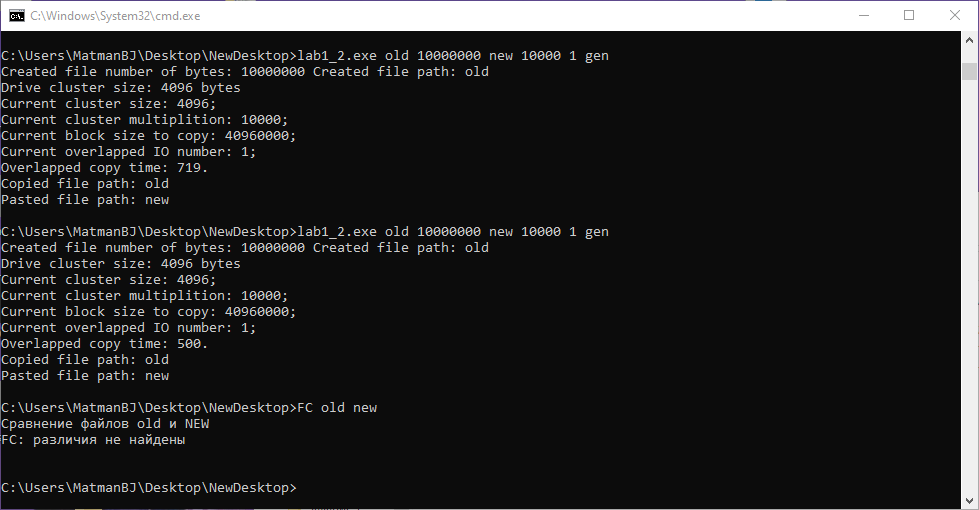 C:\Windows\System32\cmd.exe
C:\Users\MatmanBJ\Desktop\NewDesktop>lab1_2.exe old 10000000 new 10000 1 gen
Created file number of bytes: 10000000 Created file path: old
Drive cluster size: 4096 bytes
Current cluster size: 4096;
Current cluster multiplition: 10000;
Current block size to copy: 40960000;
Current overlapped IO number: 1;
Overlapped copy time: 719.
Copied file path: old
Pasted file path: new
C:\Users\MatmanBJ\Desktop\NewDesktop>lab1_2.exe old 10000000 new 10000 1 gen
Created file number of bytes: 10000000 Created file path: old
Drive cluster size: 4096 bytes
Current cluster size: 4096;
Current cluster multiplition: 10000;
Current block size to copy: 40960000;
Current overlapped IO number: 1;
Overlapped copy time: 500.
Copied file path: old
Pasted file path: new
C:\Users\MatmanBJ\Desktop\NewDesktop>FC old new
Сравнение файлов old и NEW
FC: различия не найдены
C:\Users\MatmanBJ\Desktop\NewDesktop>